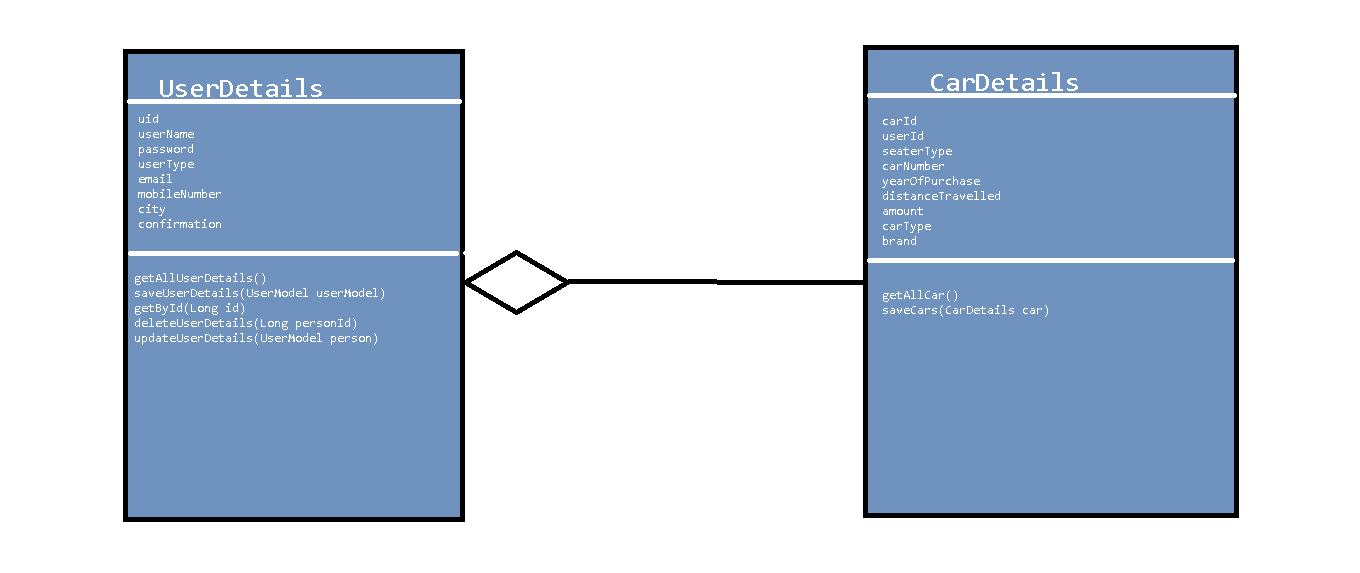 UserDetails
uid
userName
password
userType
email
mobileNumber
city
confirmation
getAllUserDetails()
saveUserDetails(UserModel userModel)
getById(Long id)
deleteUserDetails(Long personId)
updateUserDetails(UserModel person)
CarDetails
carId
userId
seaterType
carNumber
yearOfPurchase
distanceTravelled
amount
carType
brand
getAllCar()
saveCars(CarDetails car)